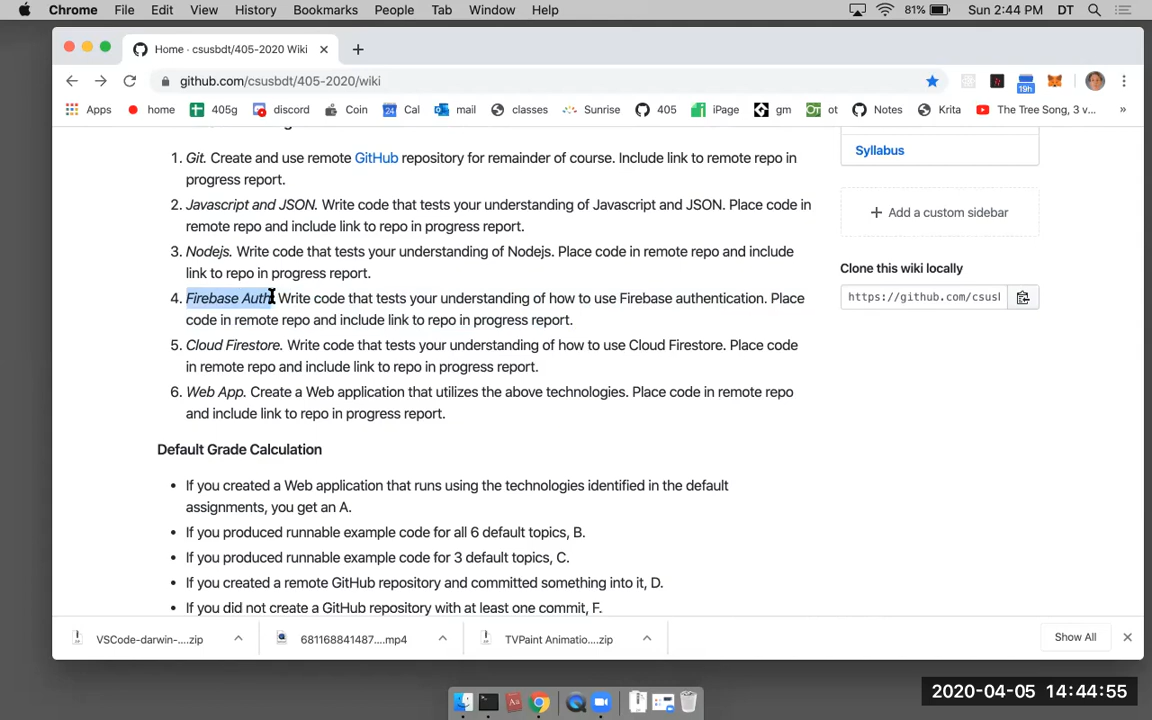 Chrome File Edit View History Bookmarks People Tab Window Help 81% Sun 2:44 PM DT
Home · csusbdt/405-2020 Wiki
github.com/csusbdt/405-2020/wiki
Apps home 405g discord Coin 24 Cal mail classes Sunrise 405 iPage gm OT ot Notes Krita The Tree Song, 3 v... »
19h
1. Git. Create and use remote GitHub repository for remainder of course. Include link to remote repo in
progress report.
2. Javascript and JSON. Write code that tests your understanding of Javascript and JSON. Place code in
remote repo and include link to repo in progress report.
3. Nodejs. Write code that tests your understanding of Nodejs. Place code in remote repo and include
link to repo in progress report.
4. Firebase Auth. Write code that tests your understanding of how to use Firebase authentication. Place
code in remote repo and include link to repo in progress report.
5. Cloud Firestore. Write code that tests your understanding of how to use Cloud Firestore. Place code
in remote repo and include link to repo in progress report.
6. Web App. Create a Web application that utilizes the above technologies. Place code in remote repo
and include link to repo in progress report.
Default Grade Calculation
• If you created a Web application that runs using the technologies identified in the default
assignments, you get an A.
• If you produced runnable example code for all 6 default topics, B.
• If you produced runnable example code for 3 default topics, C.
• If you created a remote GitHub repository and committed something into it, D.
• If you did not create a GitHub repository with at least one commit, F.
Syllabus
+ Add a custom sidebar
Clone this wiki locally
https://github.com/csusl
VSCode-darwin-....zip
681168841487....mp4
TVPaint Animatio....zip
Show All
2020-04-05 14:44:55